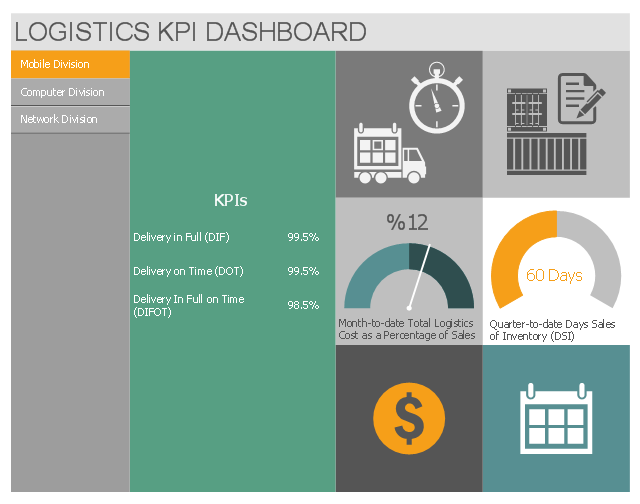 LOGISTICS KPI DASHBOARD
Mobile Division
Computer Division
Network Division
KPIs
Delivery in Full (DIF) 99.5%
Delivery on Time (DOT) 99.5%
Delivery In Full on Time
(DIFOT) 98.5%
%12
Month-to-date Total Logistics
Cost as a Percentage of Sales
60 Days
Quarter-to-date Days Sales
of Inventory (DSI)
$